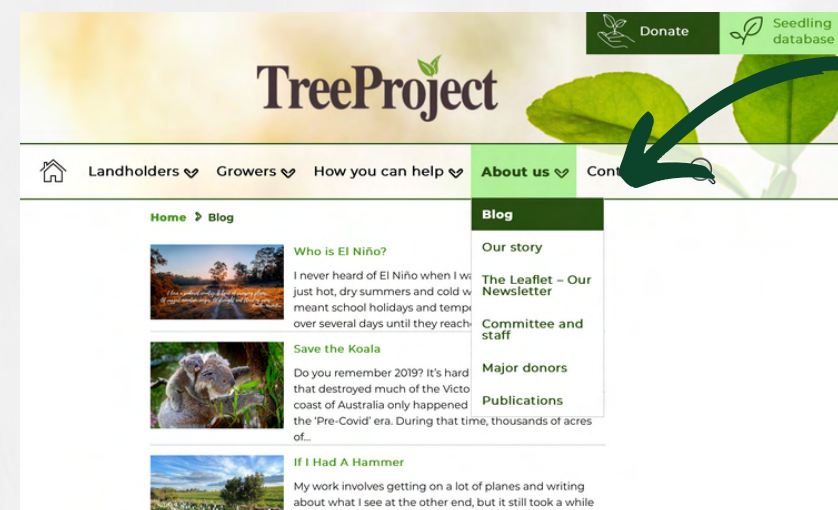 Donate
Seedling
database
TreeProject
Landholders
Growers
How you can help
About us
Home
Blog
Blog
Our story
The Leaflet – Our
Newsletter
Committee and
staff
Major donors
Publications
Who is El Niño?
I never heard of El Niño when I
just hot, dry summers and cold
meant school holidays and
over several days until they
Save the Koala
Do you remember 2019? It's hard
that destroyed much of the
coast of Australia only happened
the 'Pre-Covid' era. During that time, thousands of acres
of...
If I Had A Hammer
My work involves getting on a lot of planes and writing
about what I see at the other end, but it still took a while